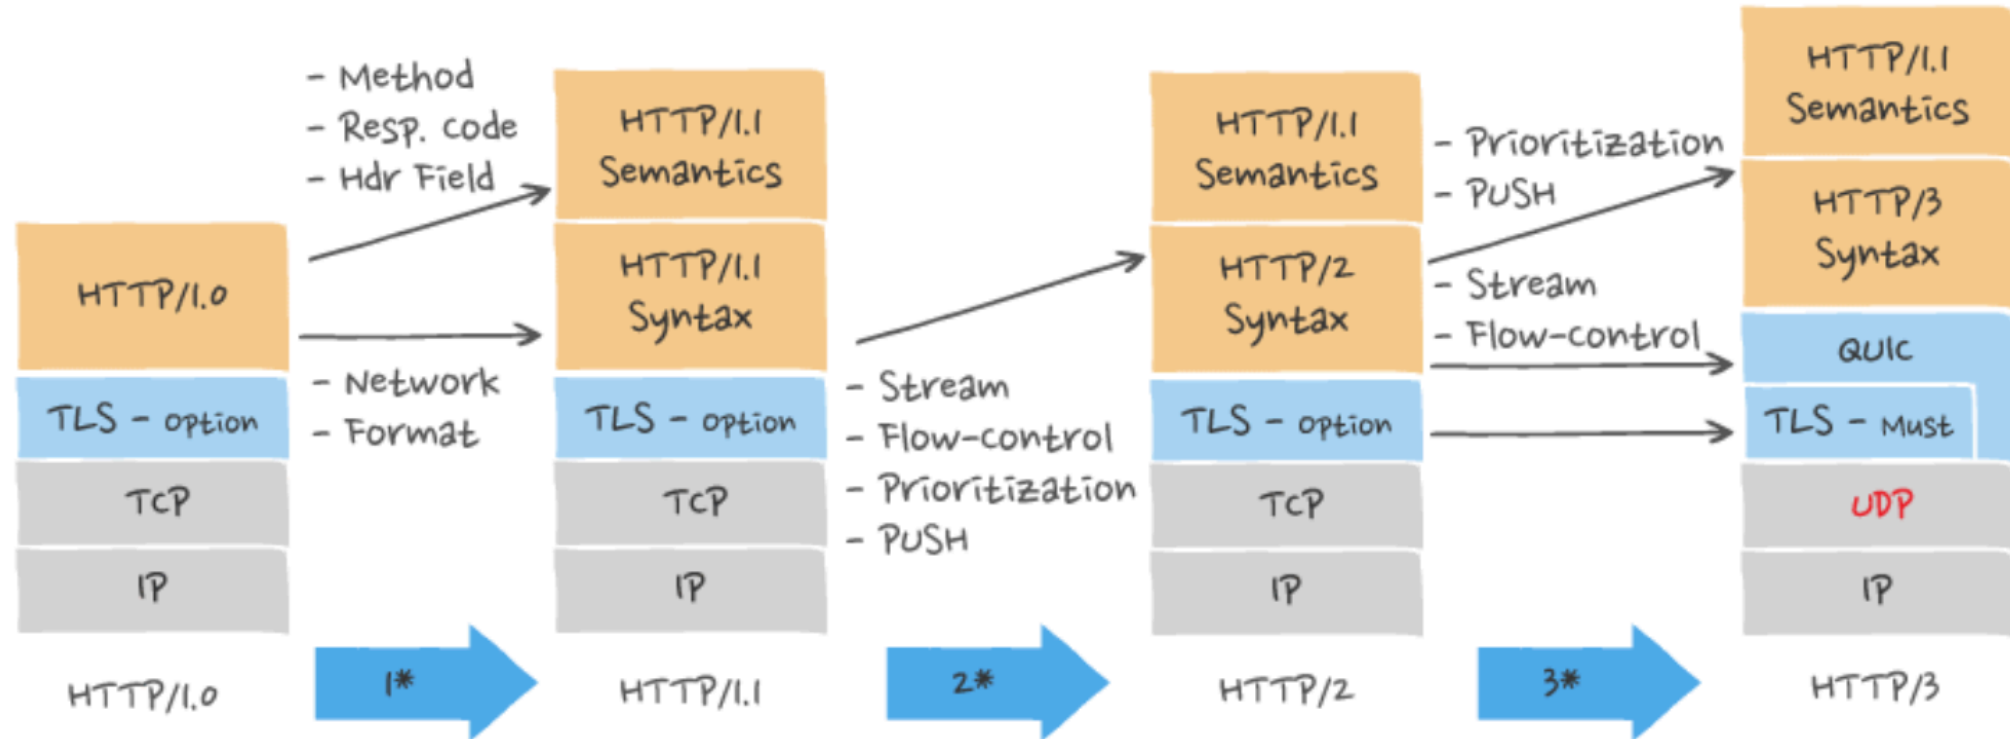 HTTP/1.0
TLS - option
TCP
IP
HTTP/1.0
- Method
- Resp. code
- Hdr Field
- Network
- Format
1*
HTTP/1.1
Semantics
HTTP/1.1
Syntax
TLS - option
TCP
IP
HTTP/1.1
- Stream
- Flow-control
- Prioritization
- PUSH
2*
HTTP/1.1
Semantics
HTTP/2
Syntax
TLS - option
TCP
IP
HTTP/2
- Prioritization
- PUSH
- Stream
- Flow-control
3*
HTTP/1.1
Semantics
HTTP/3
Syntax
QUIC
TLS - Must
UDP
IP
HTTP/3